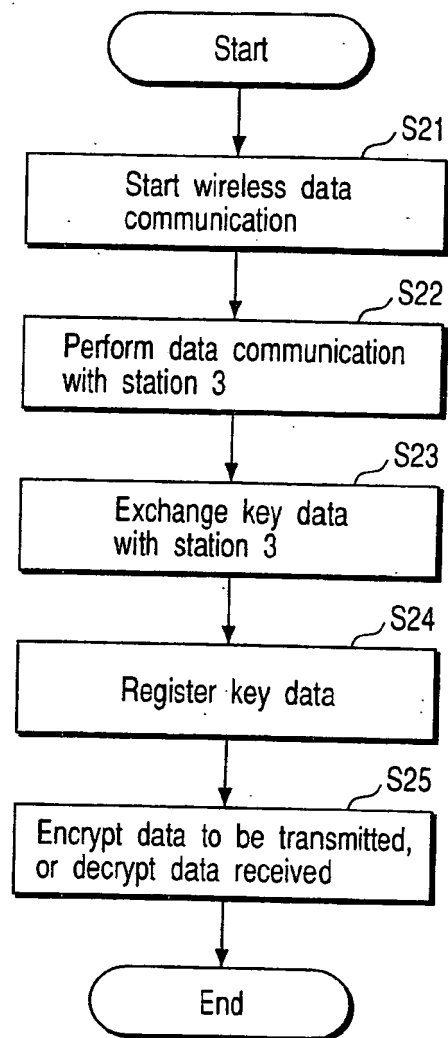 Start
S21
Start wireless data
communication
S22
Perform data communication
with station 3
S23
Exchange key data
with station 3
S24
Register key data
S25
Encrypt data to be transmitted,
or decrypt data received
End